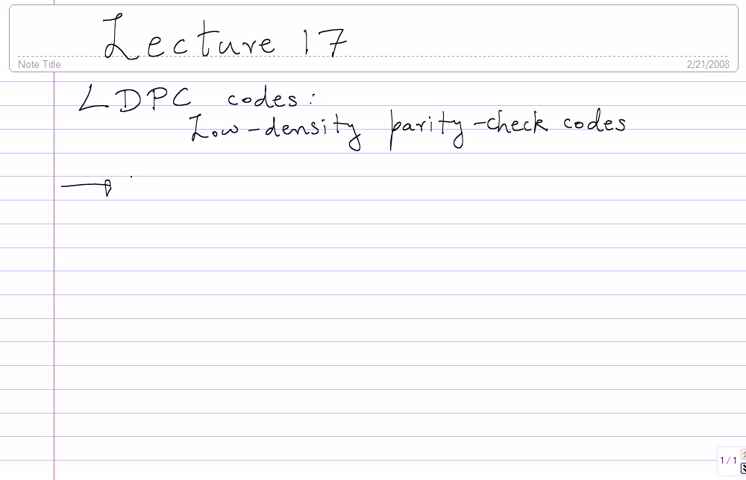 Lecture 17
Note Title
2/21/2008
LDPC codes:
Low-density parity-check codes
1/1